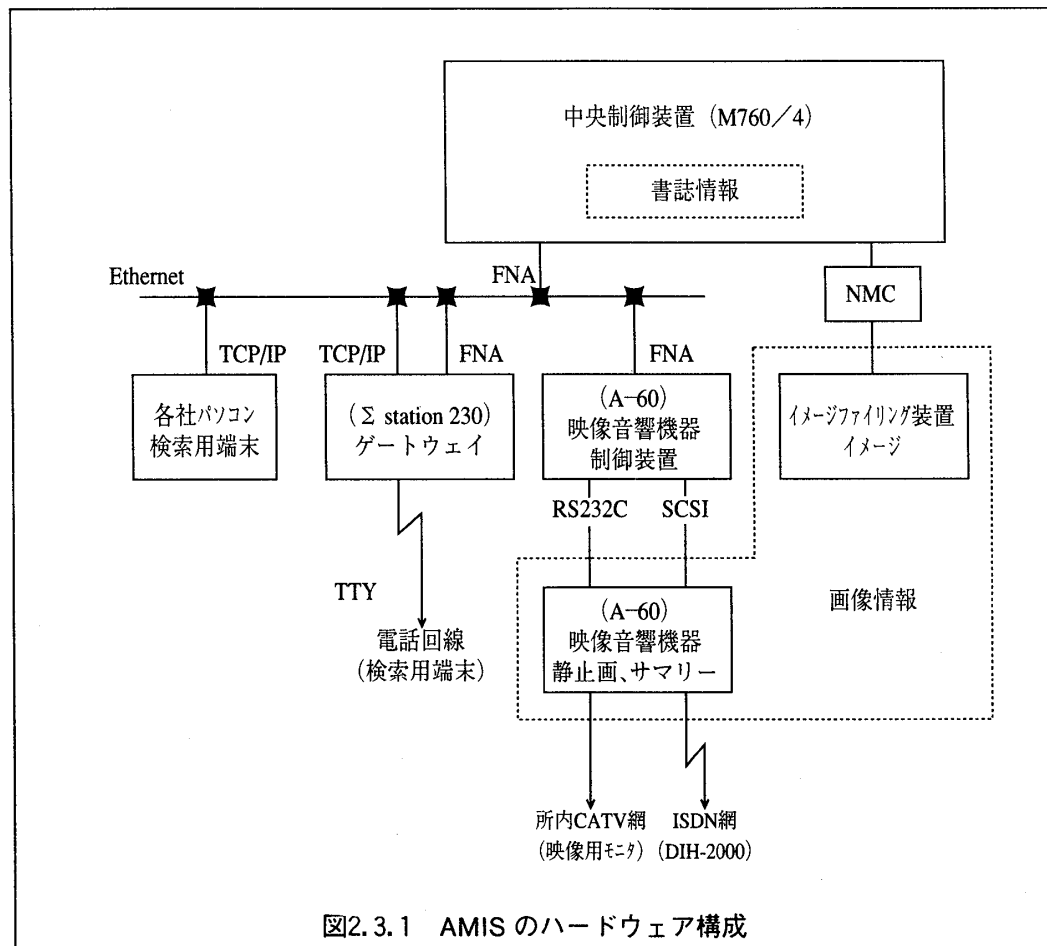 中央制御装置（M760／4）
書誌情報
Ethernet
FNA
NMC
TCP/IP
TCP/IP
FNA
FNA
各社パソコン
検索用端末
（Σ station 230）
ゲートウェイ
（A-60）
映像音響機器
制御装置
イメージファイリング装置
イメージ
RS232C
SCSI
TTY
電話回線
（検索用端末）
（A-60）
映像音響機器
静止画、サマリー
画像情報
所内CATV網
（映像用モニタ）
ISDN網
（DIH-2000）
図2.3.1 AMIS のハードウェア構成